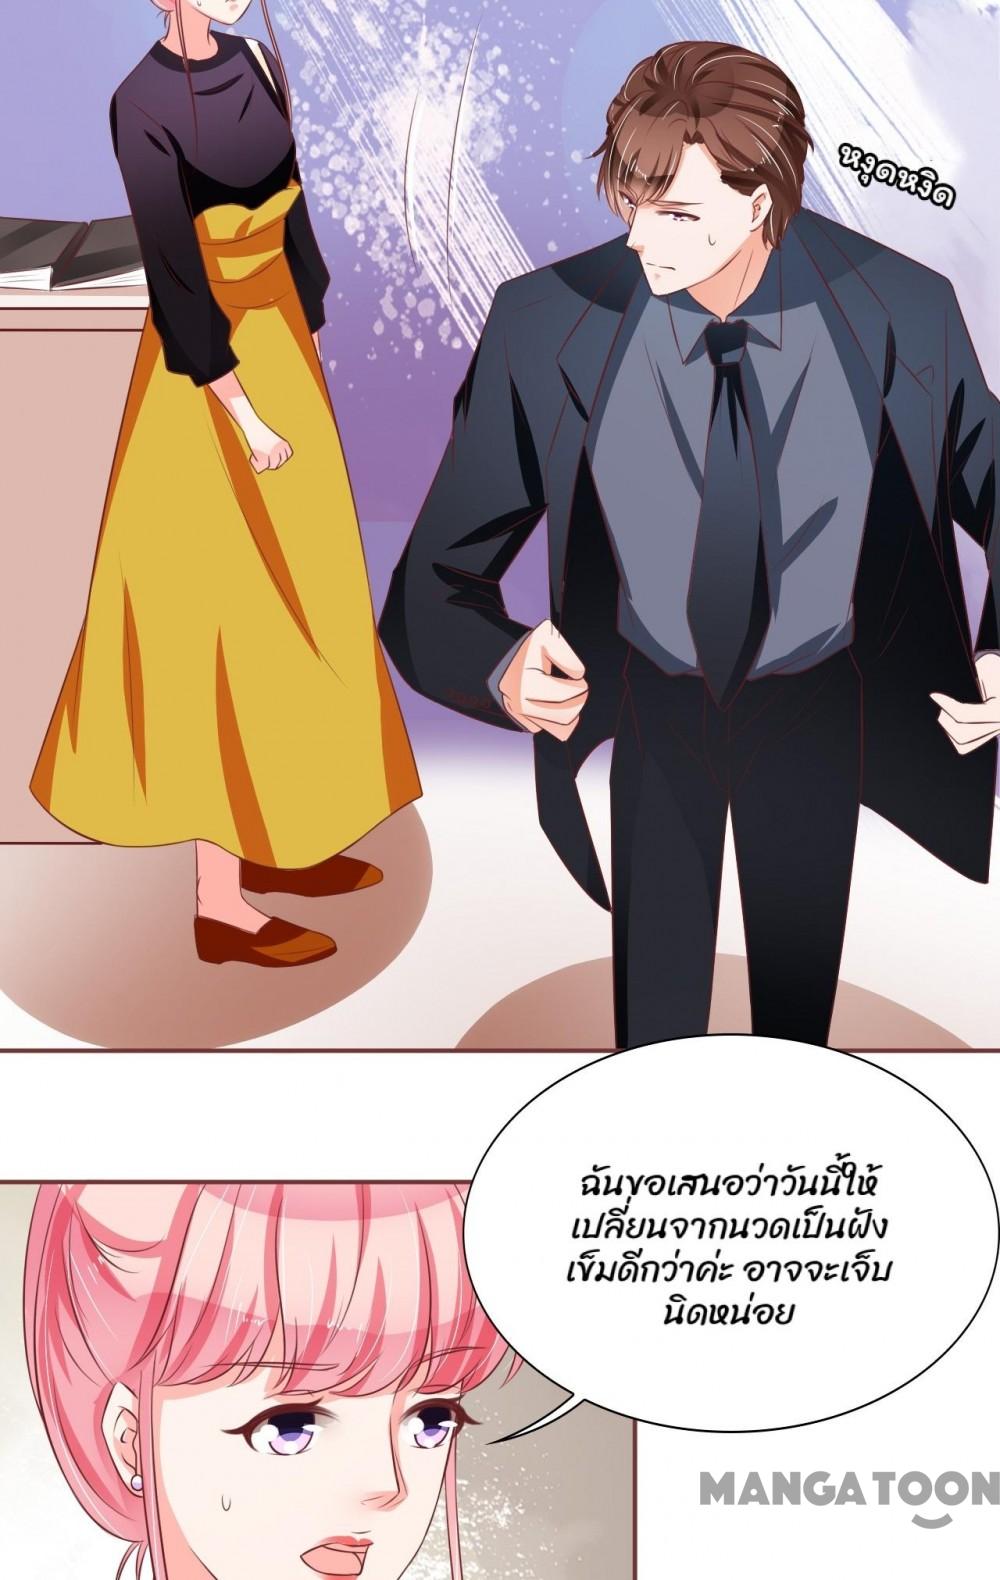 หงุดหงิด
ฉันขอเสนอว่าวันนี้ให้
เปลี่ยนจากนวดเป็นฝัง
เข็มดีกว่าค่ะ อาจจะเจ็บ
นิดหน่อย
MANGATOON